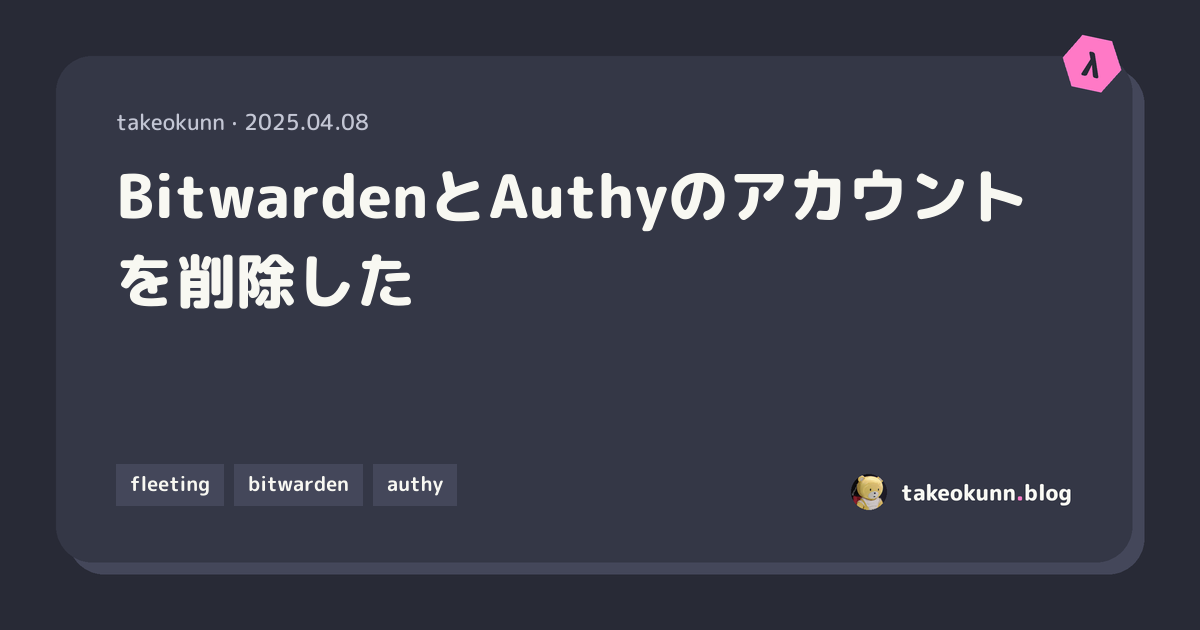 λ
takeokunn · 2025.04.08
BitwardenとAuthyのアカウント
を削除した
fleeting
bitwarden
authy
takeokunn.blog